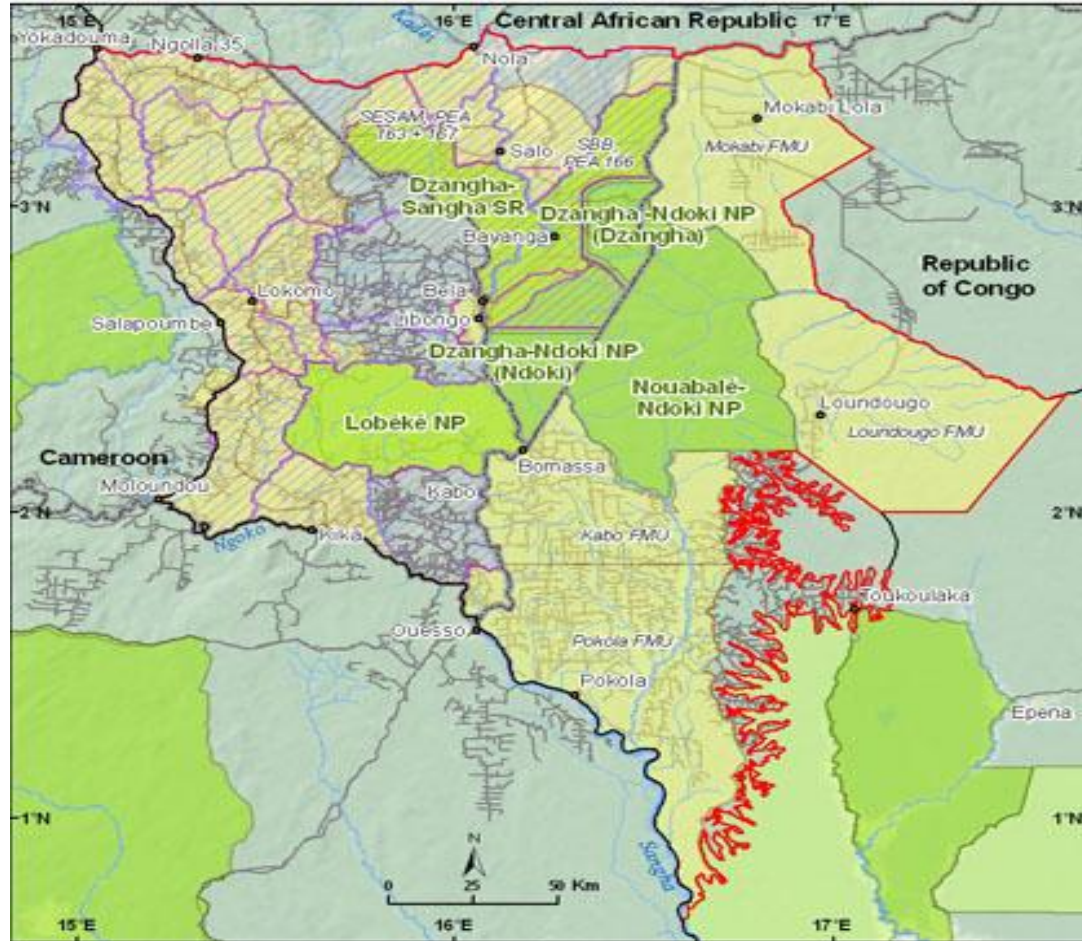 15°E
16°E
Central African Republic
17°E
Kadéi
Yokadouma
Ngolla 35
Nola
SESAM, PEA
163 + 167
Salo
SBB,
PEA 166
Mokabi Lola
Mokabi FMU
3°N
Dzangha-
Sangha SR
Dzangha -Ndoki NP
(Dzangha)
Bayanga
3°N
Republic
of Congo
Lokomo
Bela
Salapoumbe
Libongo
Dzangha-Ndoki NP
(Ndoki)
Nouabalé-
Ndoki NP
Lobéké NP
Loundougo
Loundougo FMU
Cameroon
Bomassa
Moloundou
Kabo
2°N
2°N
Ngoko
Kika
Kabo FMU
Toukoulaka
Ouesso
Pokola FMU
Pokola
Epena
1°N
1°N
N
Sangha
0
25
50 Km
15°E
16°E
17°E